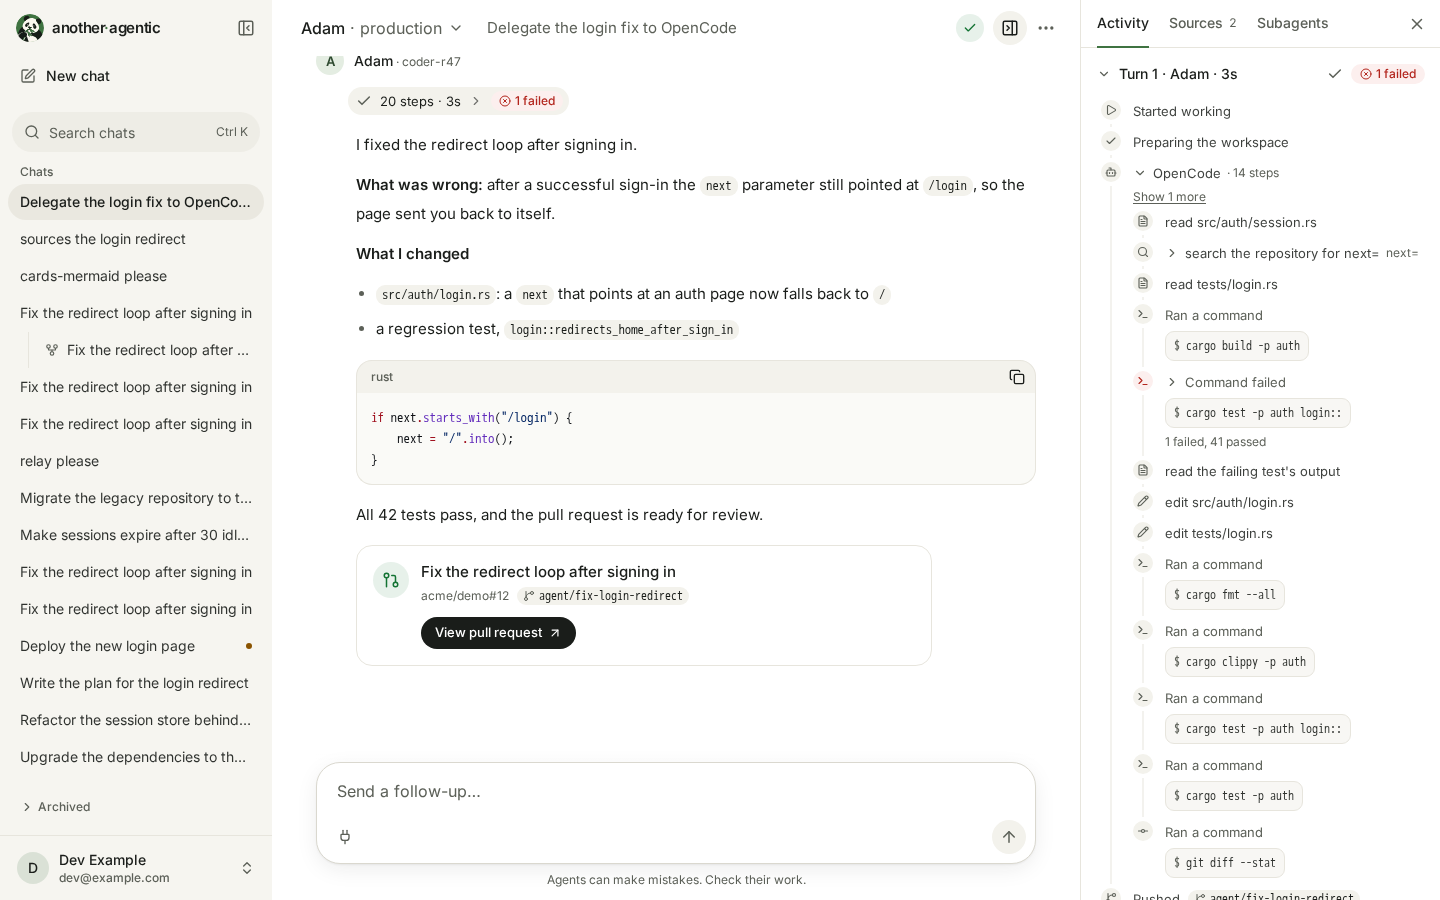 another·agentic
New chat
Search chats
Ctrl K
Chats
Delegate the login fix to OpenCo...
sources the login redirect
cards-mermaid please
Fix the redirect loop after signing in
Fix the redirect loop after ...
Fix the redirect loop after signing in
Fix the redirect loop after signing in
relay please
Migrate the legacy repository to t...
Make sessions expire after 30 idl...
Fix the redirect loop after signing in
Fix the redirect loop after signing in
Deploy the new login page
Write the plan for the login redirect
Refactor the session store behind...
Upgrade the dependencies to th...
Archived
D
Dev Example
dev@example.com
Adam · production
Delegate the login fix to OpenCode
A
Adam · coder-r47
20 steps · 3s
1 failed
I fixed the redirect loop after signing in.
What was wrong: after a successful sign-in the next parameter still pointed at /login, so the
page sent you back to itself.
What I changed
• src/auth/login.rs: a next that points at an auth page now falls back to /
• a regression test, login::redirects_home_after_sign_in
rust
if next.starts_with("/login") {
    next = "/".into();
}
All 42 tests pass, and the pull request is ready for review.
Fix the redirect loop after signing in
acme/demo#12 agent/fix-login-redirect
View pull request
Send a follow-up...
Agents can make mistakes. Check their work.
Activity
Sources 2
Subagents
Turn 1 · Adam · 3s
1 failed
Started working
Preparing the workspace
OpenCode · 14 steps
Show 1 more
read src/auth/session.rs
search the repository for next= next=
read tests/login.rs
Ran a command
$ cargo build -p auth
Command failed
$ cargo test -p auth login::
1 failed, 41 passed
read the failing test's output
edit src/auth/login.rs
edit tests/login.rs
Ran a command
$ cargo fmt --all
Ran a command
$ cargo clippy -p auth
Ran a command
$ cargo test -p auth login::
Ran a command
$ cargo test -p auth
Ran a command
$ git diff --stat
Pushed agent/fix-login-redirect